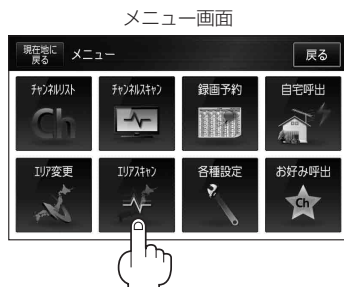 メニュー画面
現在地に
戻る
メニュー
戻る
チャンネルリスト
チャンネルスキャン
録画予約
自宅呼出
Ch
エリア変更
エリアスキャン
各種設定
お好み呼出
Ch